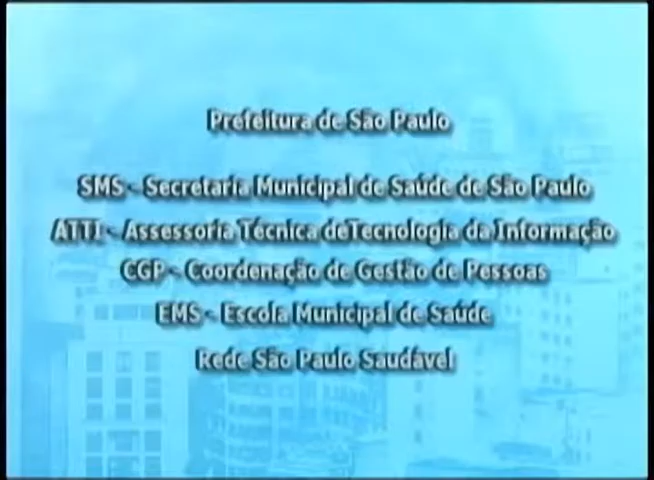 Prefeitura de São Paulo
SMS - Secretaria Municipal de Saúde de São Paulo
ATTI - Assessoria Técnica deTecnologia da Informação
CGP - Coordenação de Gestão de Pessoas
EMS - Escola Municipal de Saúde
Rede São Paulo Saudável